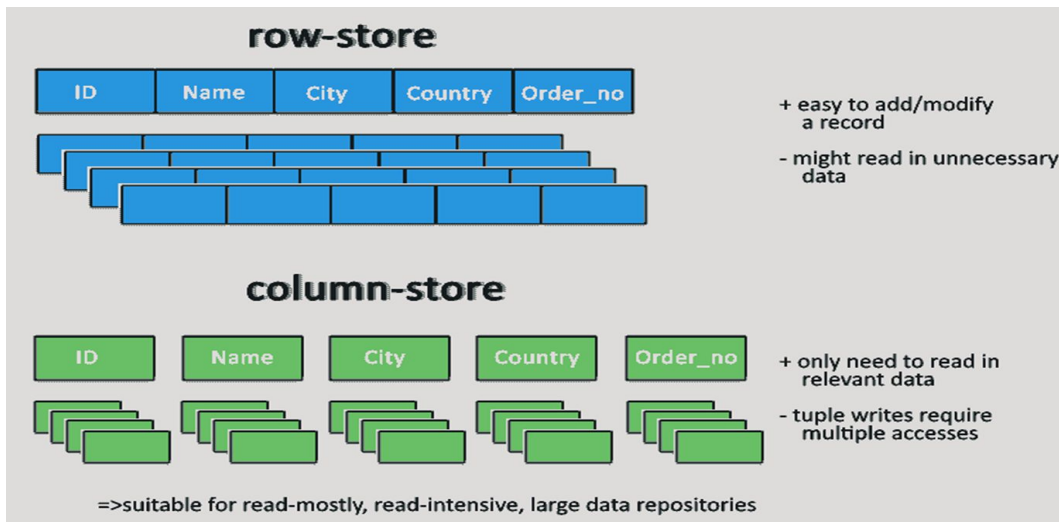 row-store
ID Name City Country Order_no
+ easy to add/modify
a record
- might read in unnecessary
data
column-store
ID Name City Country Order_no
+ only need to read in
relevant data
- tuple writes require
multiple accesses
=>suitable for read-mostly, read-intensive, large data repositories